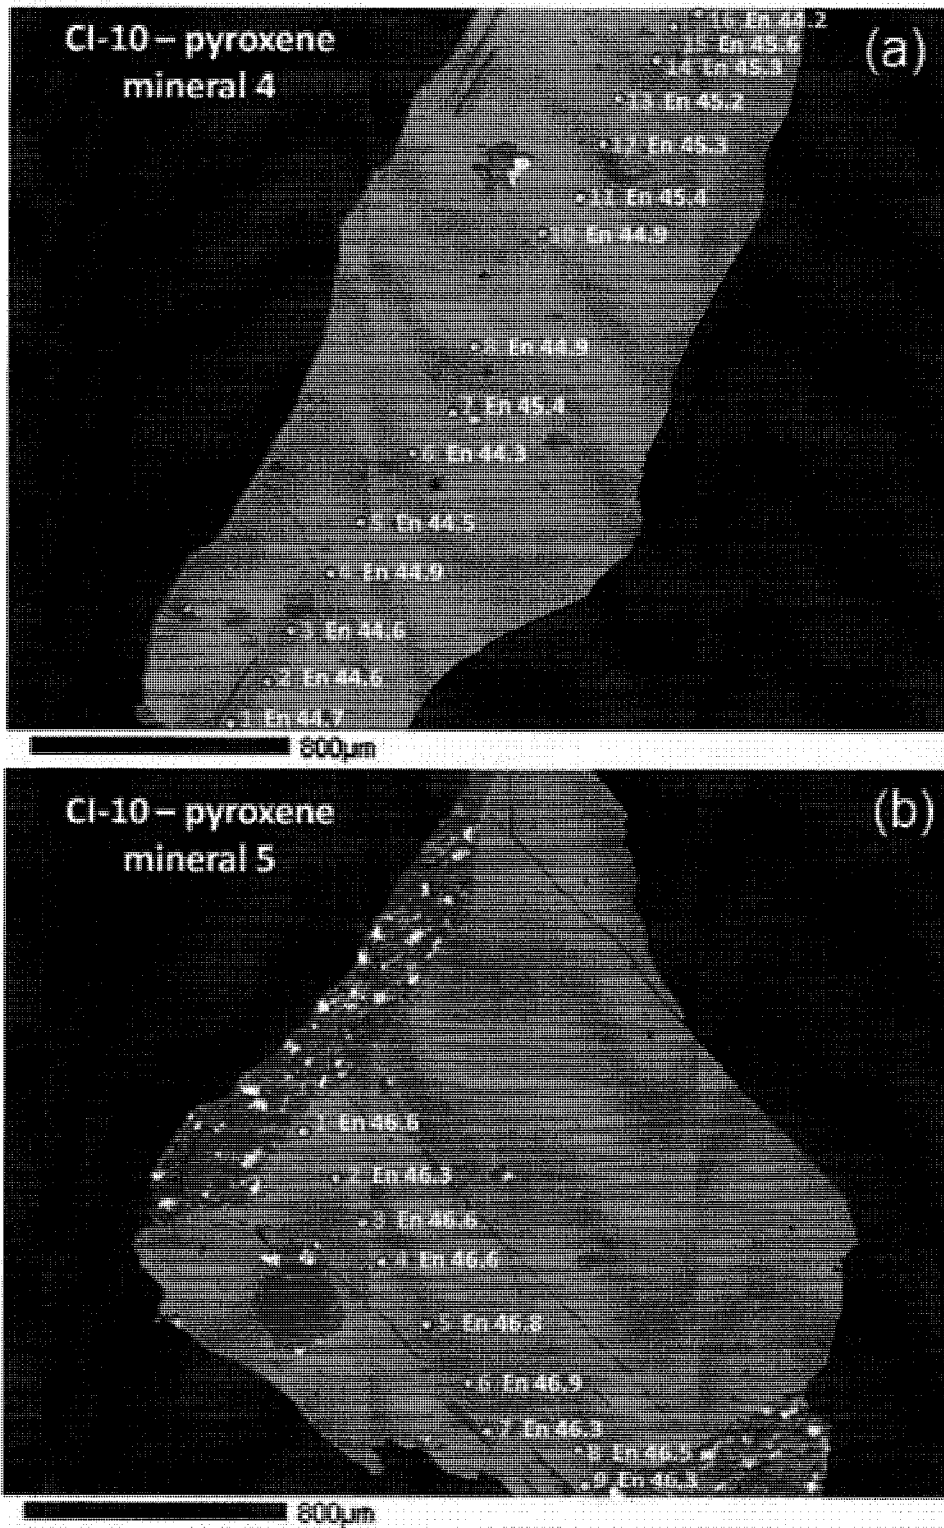 CI-10 – pyroxene
mineral 4
(a)
16 En 44.2
15 En 45.6
14 En 45.3
13 En 45.2
12 En 45.3
11 En 45.4
10 En 44.9
8 En 44.9
7 En 45.4
6 En 44.3
5 En 44.5
4 En 44.9
3 En 44.6
2 En 44.6
1 En 44.7
800µm
CI-10 – pyroxene
mineral 5
(b)
1 En 46.6
2 En 46.3
3 En 46.6
4 En 46.6
5 En 46.8
6 En 46.9
7 En 46.3
8 En 46.5
9 En 46.3
800µm